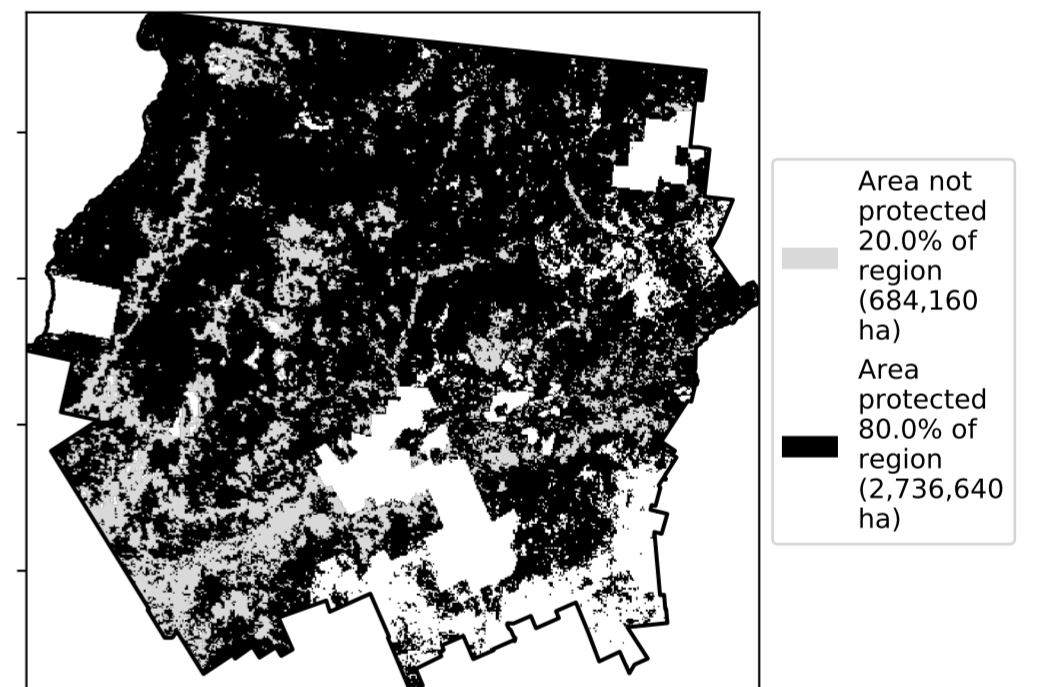 Area not
protected
20.0% of
region
(684,160
ha)
Area
protected
80.0% of
region
(2,736,640
ha)